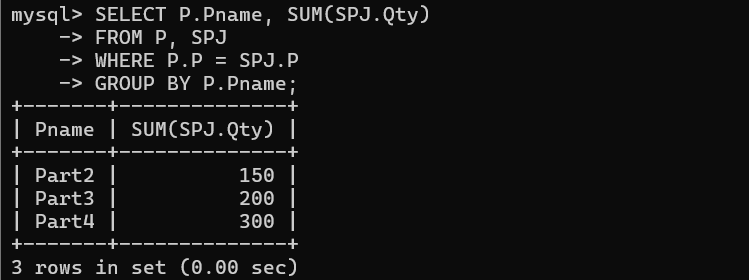 mysql> SELECT P.Pname, SUM(SPJ.Qty)
    -> FROM P, SPJ
    -> WHERE P.P = SPJ.P
    -> GROUP BY P.Pname;
+-------+--------------+
| Pname | SUM(SPJ.Qty) |
+-------+--------------+
| Part2 |          150 |
| Part3 |          200 |
| Part4 |          300 |
+-------+--------------+
3 rows in set (0.00 sec)